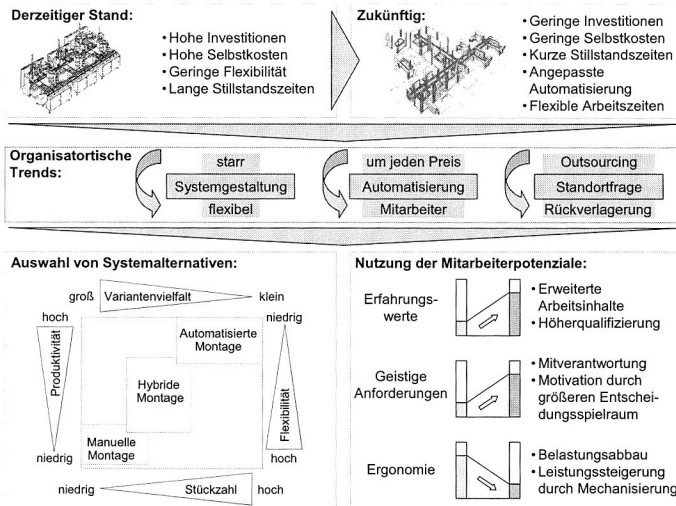 Derzeitiger Stand:
• Hohe Investitionen
• Hohe Selbstkosten
• Geringe Flexibilität
• Lange Stillstandszeiten
Zukünftig:
• Geringe Investitionen
• Geringe Selbstkosten
• Kurze Stillstandszeiten
• Angepasste
Automatisierung
• Flexible Arbeitszeiten
Organisatortische
Trends:
starr
Systemgestaltung
flexibel
um jeden Preis
Automatisierung
Mitarbeiter
Outsourcing
Standortfrage
Rückverlagerung
Auswahl von Systemalternativen:
groß
Variantenvielfalt
klein
hoch
Produktivität
niedrig
Automatisierte
Montage
Hybride
Montage
Manuelle
Montage
niedrig
Flexibilität
hoch
niedrig
Stückzahl
hoch
Nutzung der Mitarbeiterpotenziale:
Erfahrungs-
werte
• Erweiterte
Arbeitsinhalte
• Höherqualifizierung
Geistige
Anforderungen
• Mitverantwortung
• Motivation durch
größeren Entschei-
dungsspielraum
Ergonomie
• Belastungsabbau
• Leistungssteigerung
durch Mechanisierung